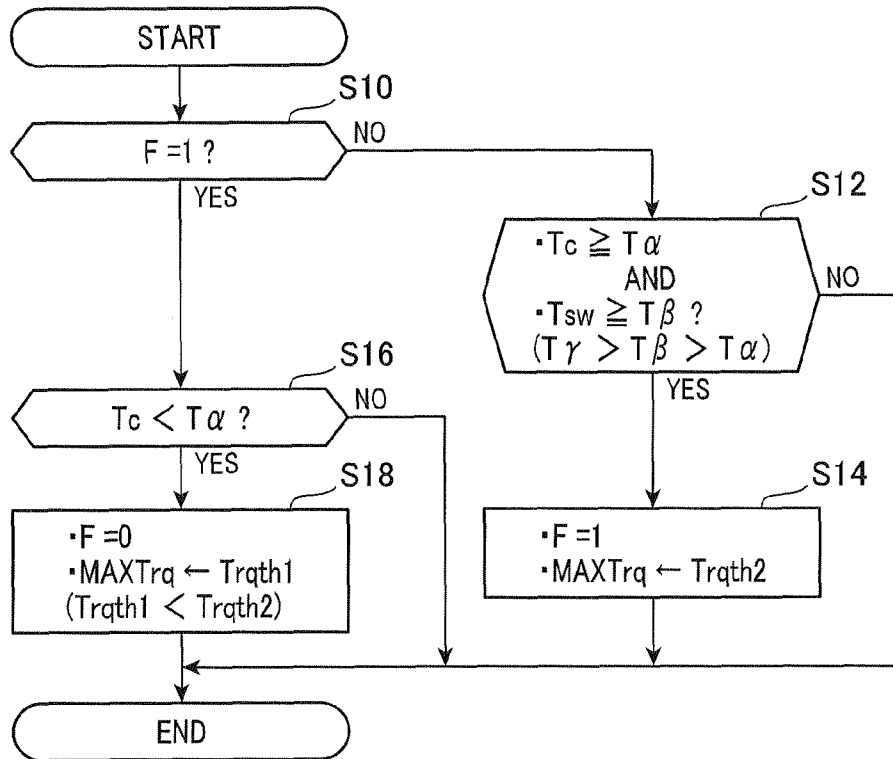 START
S10
F=1 ?
NO
YES
S12
・Tc ≧ Tα
AND
・Tsw ≧ Tβ ?
(Tγ > Tβ > Tα)
NO
YES
S16
Tc < Tα ?
NO
YES
S18
・F=0
・MAXTrq ← Trqth1
(Trqth1 < Trqth2)
S14
・F=1
・MAXTrq ← Trqth2
END